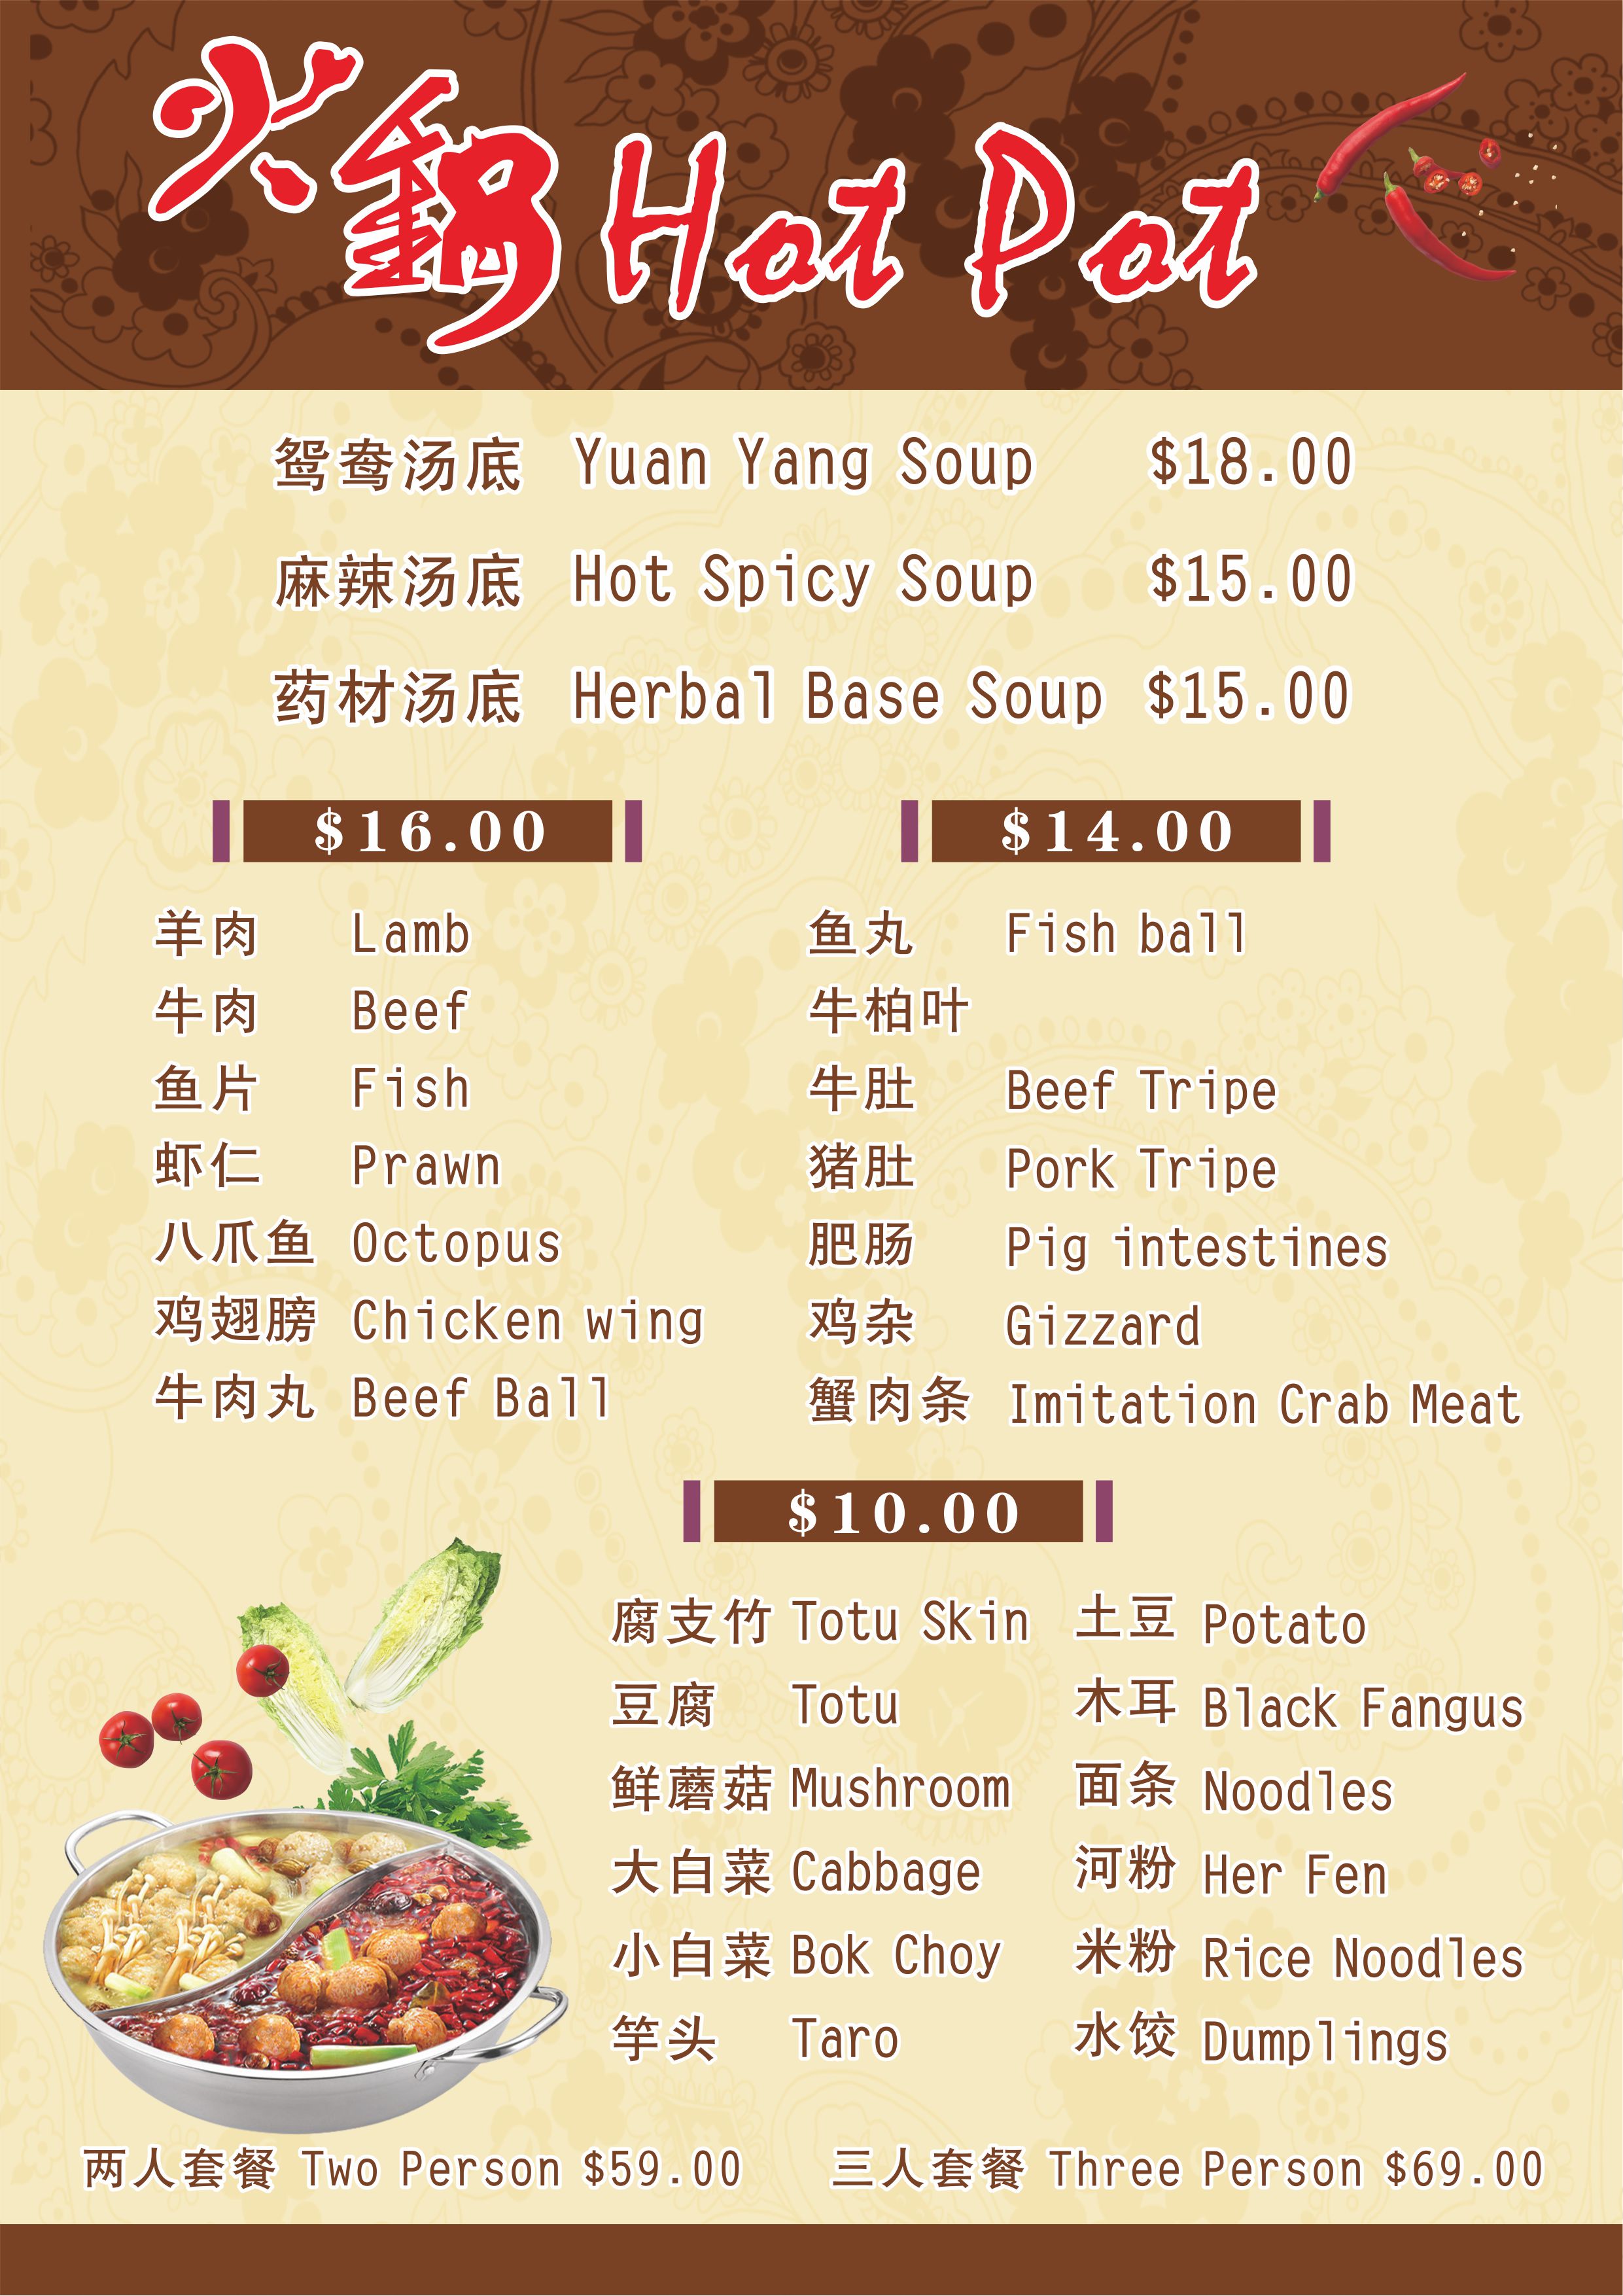 火鍋 Hot Pot
鸳鸯汤底 Yuan Yang Soup $18.00
麻辣汤底 Hot Spicy Soup $15.00
药材汤底 Herbal Base Soup $15.00
$16.00
羊肉 Lamb
牛肉 Beef
鱼片 Fish
虾仁 Prawn
八爪鱼 Octopus
鸡翅膀 Chicken wing
牛肉丸 Beef Ball
$14.00
鱼丸 Fish ball
牛柏叶
牛肚 Beef Tripe
猪肚 Pork Tripe
肥肠 Pig intestines
鸡杂 Gizzard
蟹肉条 Imitation Crab Meat
$10.00
腐支竹 Totu Skin
豆腐 Totu
鲜蘑菇 Mushroom
大白菜 Cabbage
小白菜 Bok Choy
竽头 Taro
土豆 Potato
木耳 Black Fangus
面条 Noodles
河粉 Her Fen
米粉 Rice Noodles
水饺 Dumplings
两人套餐 Two Person $59.00
三人套餐 Three Person $69.00